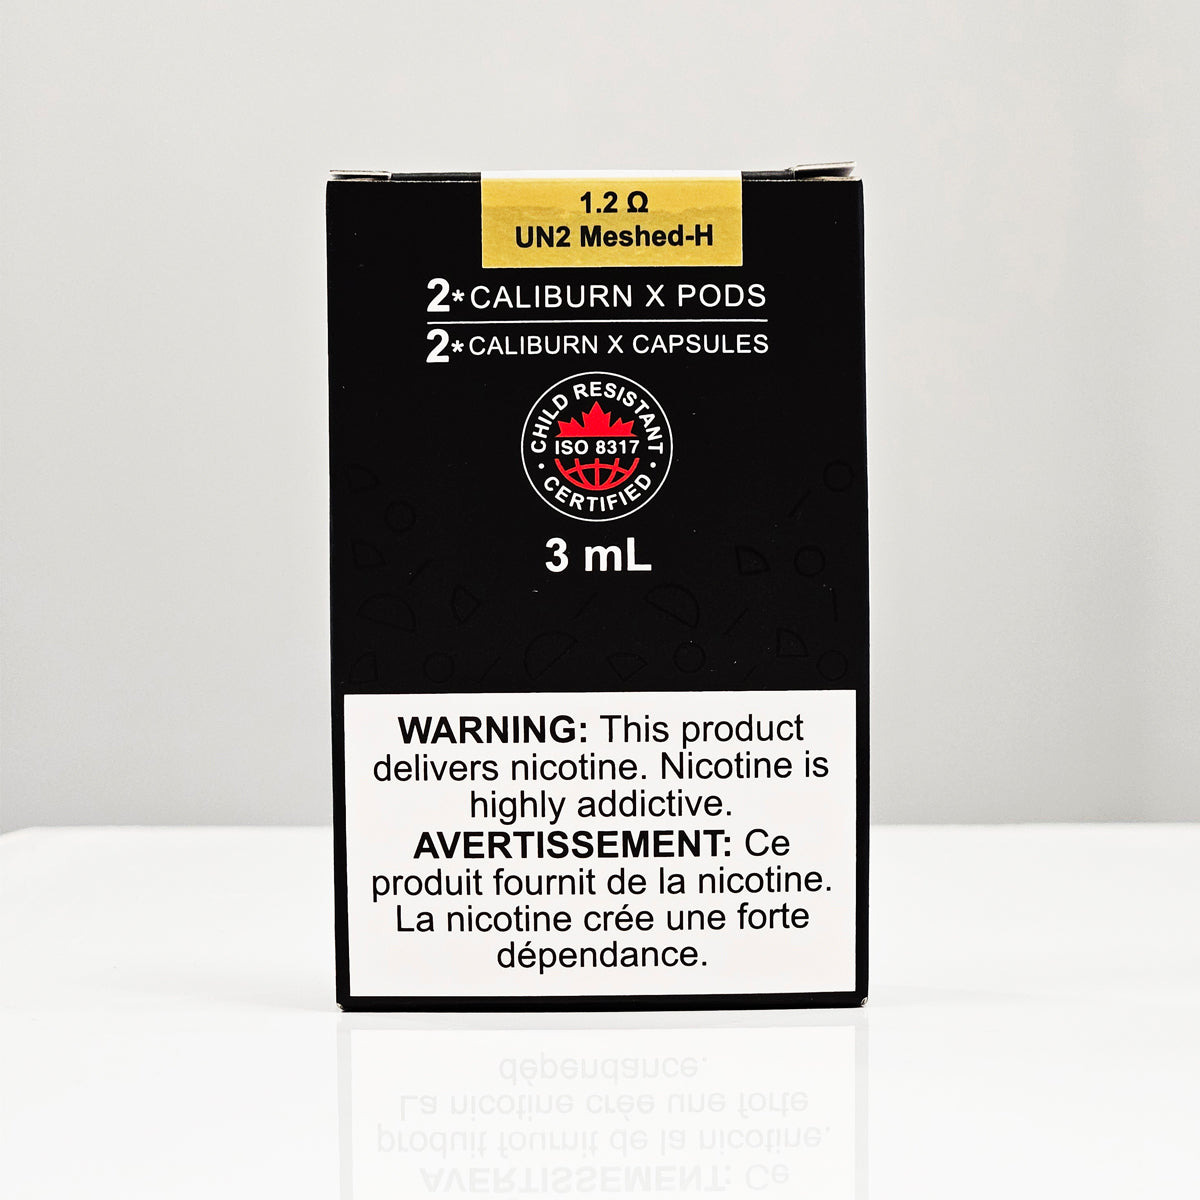 1.2 Ω
UN2 Meshed-H
2*CALIBURN X PODS
2*CALIBURN X CAPSULES
CHILD RESISTANT
ISO 8317
• CERTIFIED •
3 mL
WARNING: This product
delivers nicotine. Nicotine is
highly addictive.
AVERTISSEMENT: Ce
produit fournit de la nicotine.
La nicotine crée une forte
dépendance.